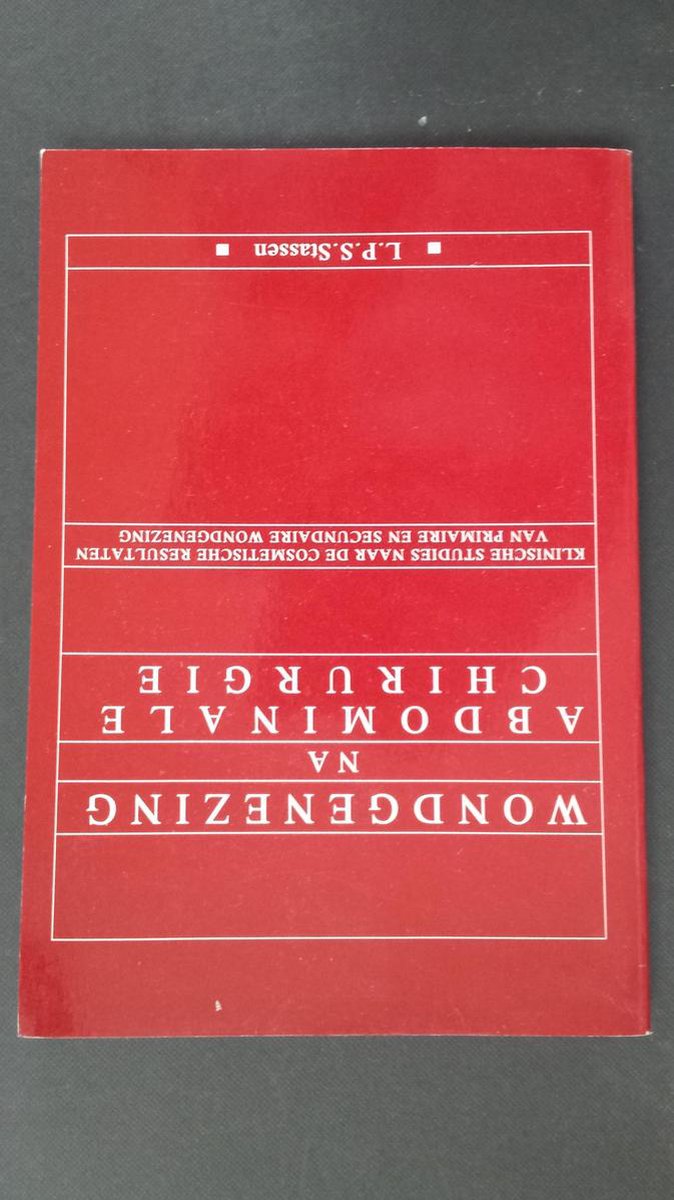 WONDGENEZING
NA
ABDOMINALE
CHIRURGIE
KLINISCHE STUDIES NAAR DE COSMETISCHE RESULTATEN
VAN PRIMAIRE EN SECUNDAIRE WONDGENEZING
▪ L.P.S.Stassen ▪